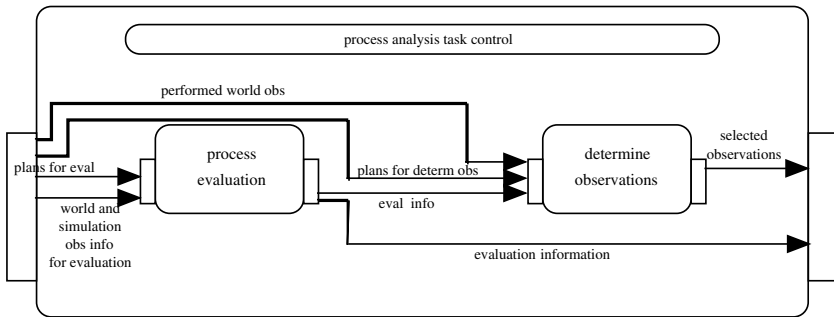 process analysis task control
performed world obs
process
evaluation
determine
observations
selected
observations
plans for eval
plans for determ obs
eval info
world and
simulation
obs info
for evaluation
evaluation information